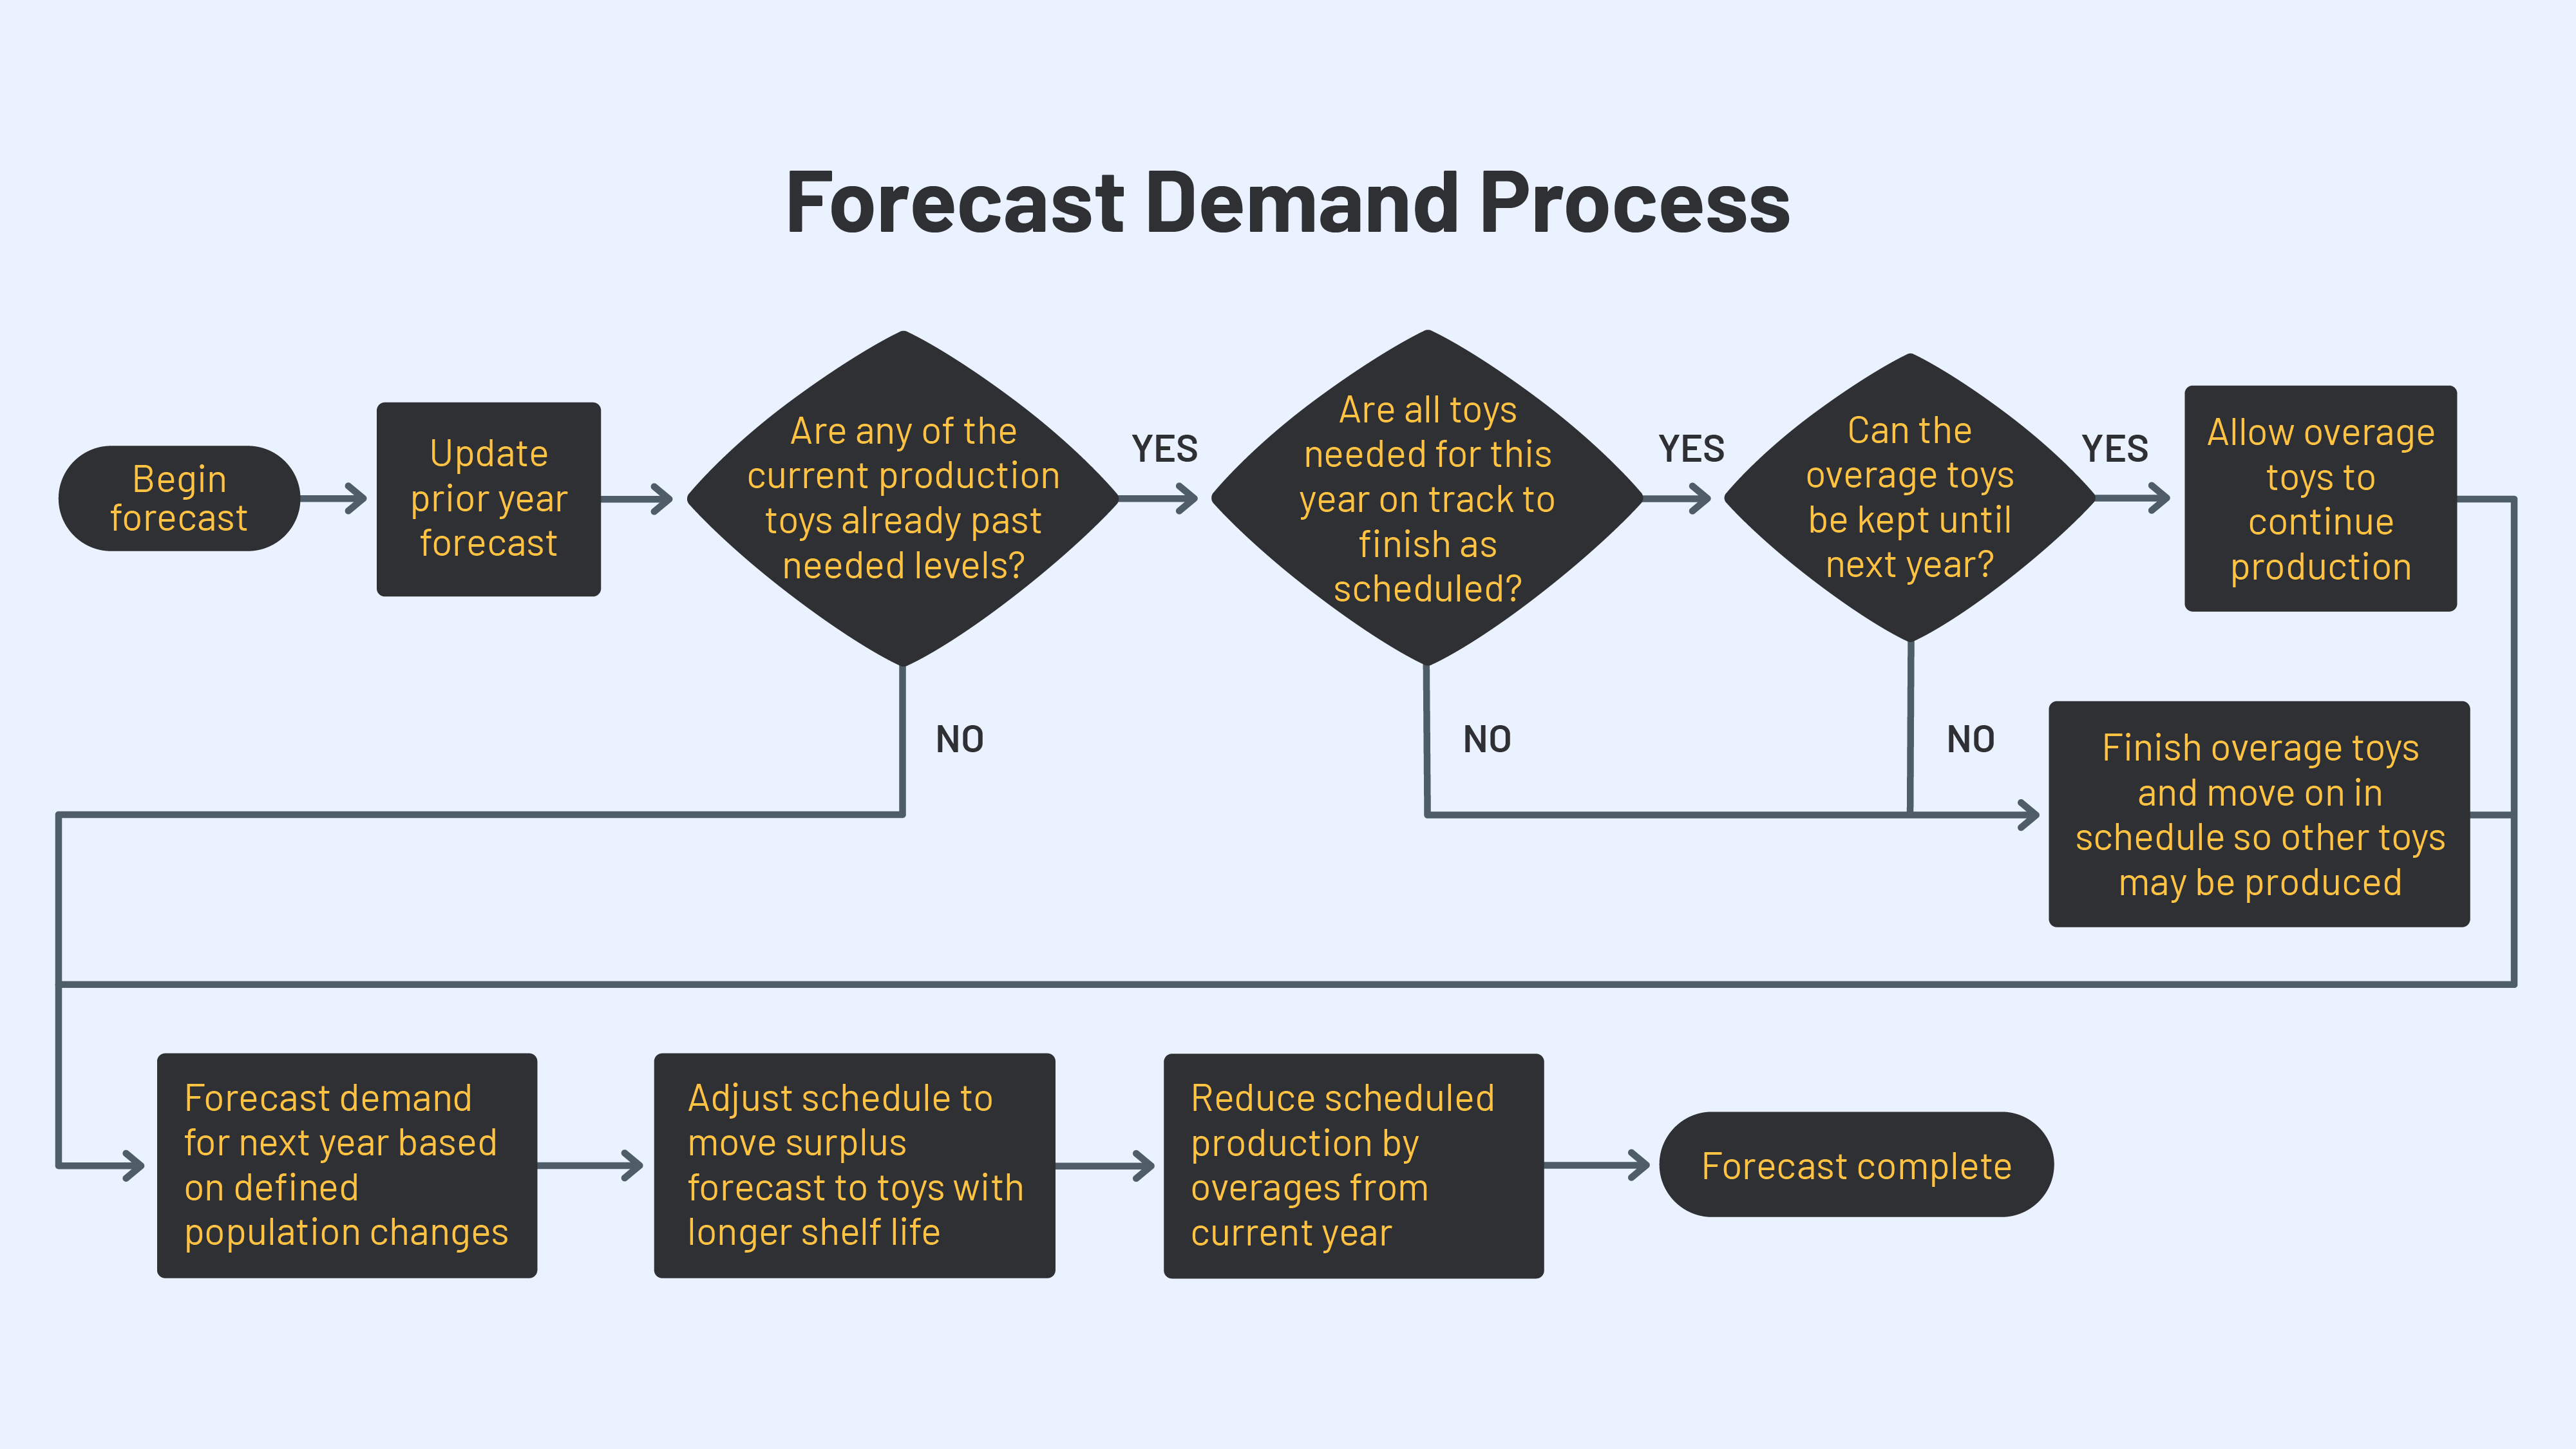 Forecast Demand Process
Begin
forecast
Update
prior year
forecast
Are any of the
current production
toys already past
needed levels?
YES
NO
Are all toys
needed for this
year on track to
finish as
scheduled?
YES
NO
Can the
overage toys
be kept until
next year?
YES
NO
Allow overage
toys to
continue
production
Finish overage toys
and move on in
schedule so other toys
may be produced
Forecast demand
for next year based
on defined
population changes
Adjust schedule to
move surplus
forecast to toys with
longer shelf life
Reduce scheduled
production by
overages from
current year
Forecast complete